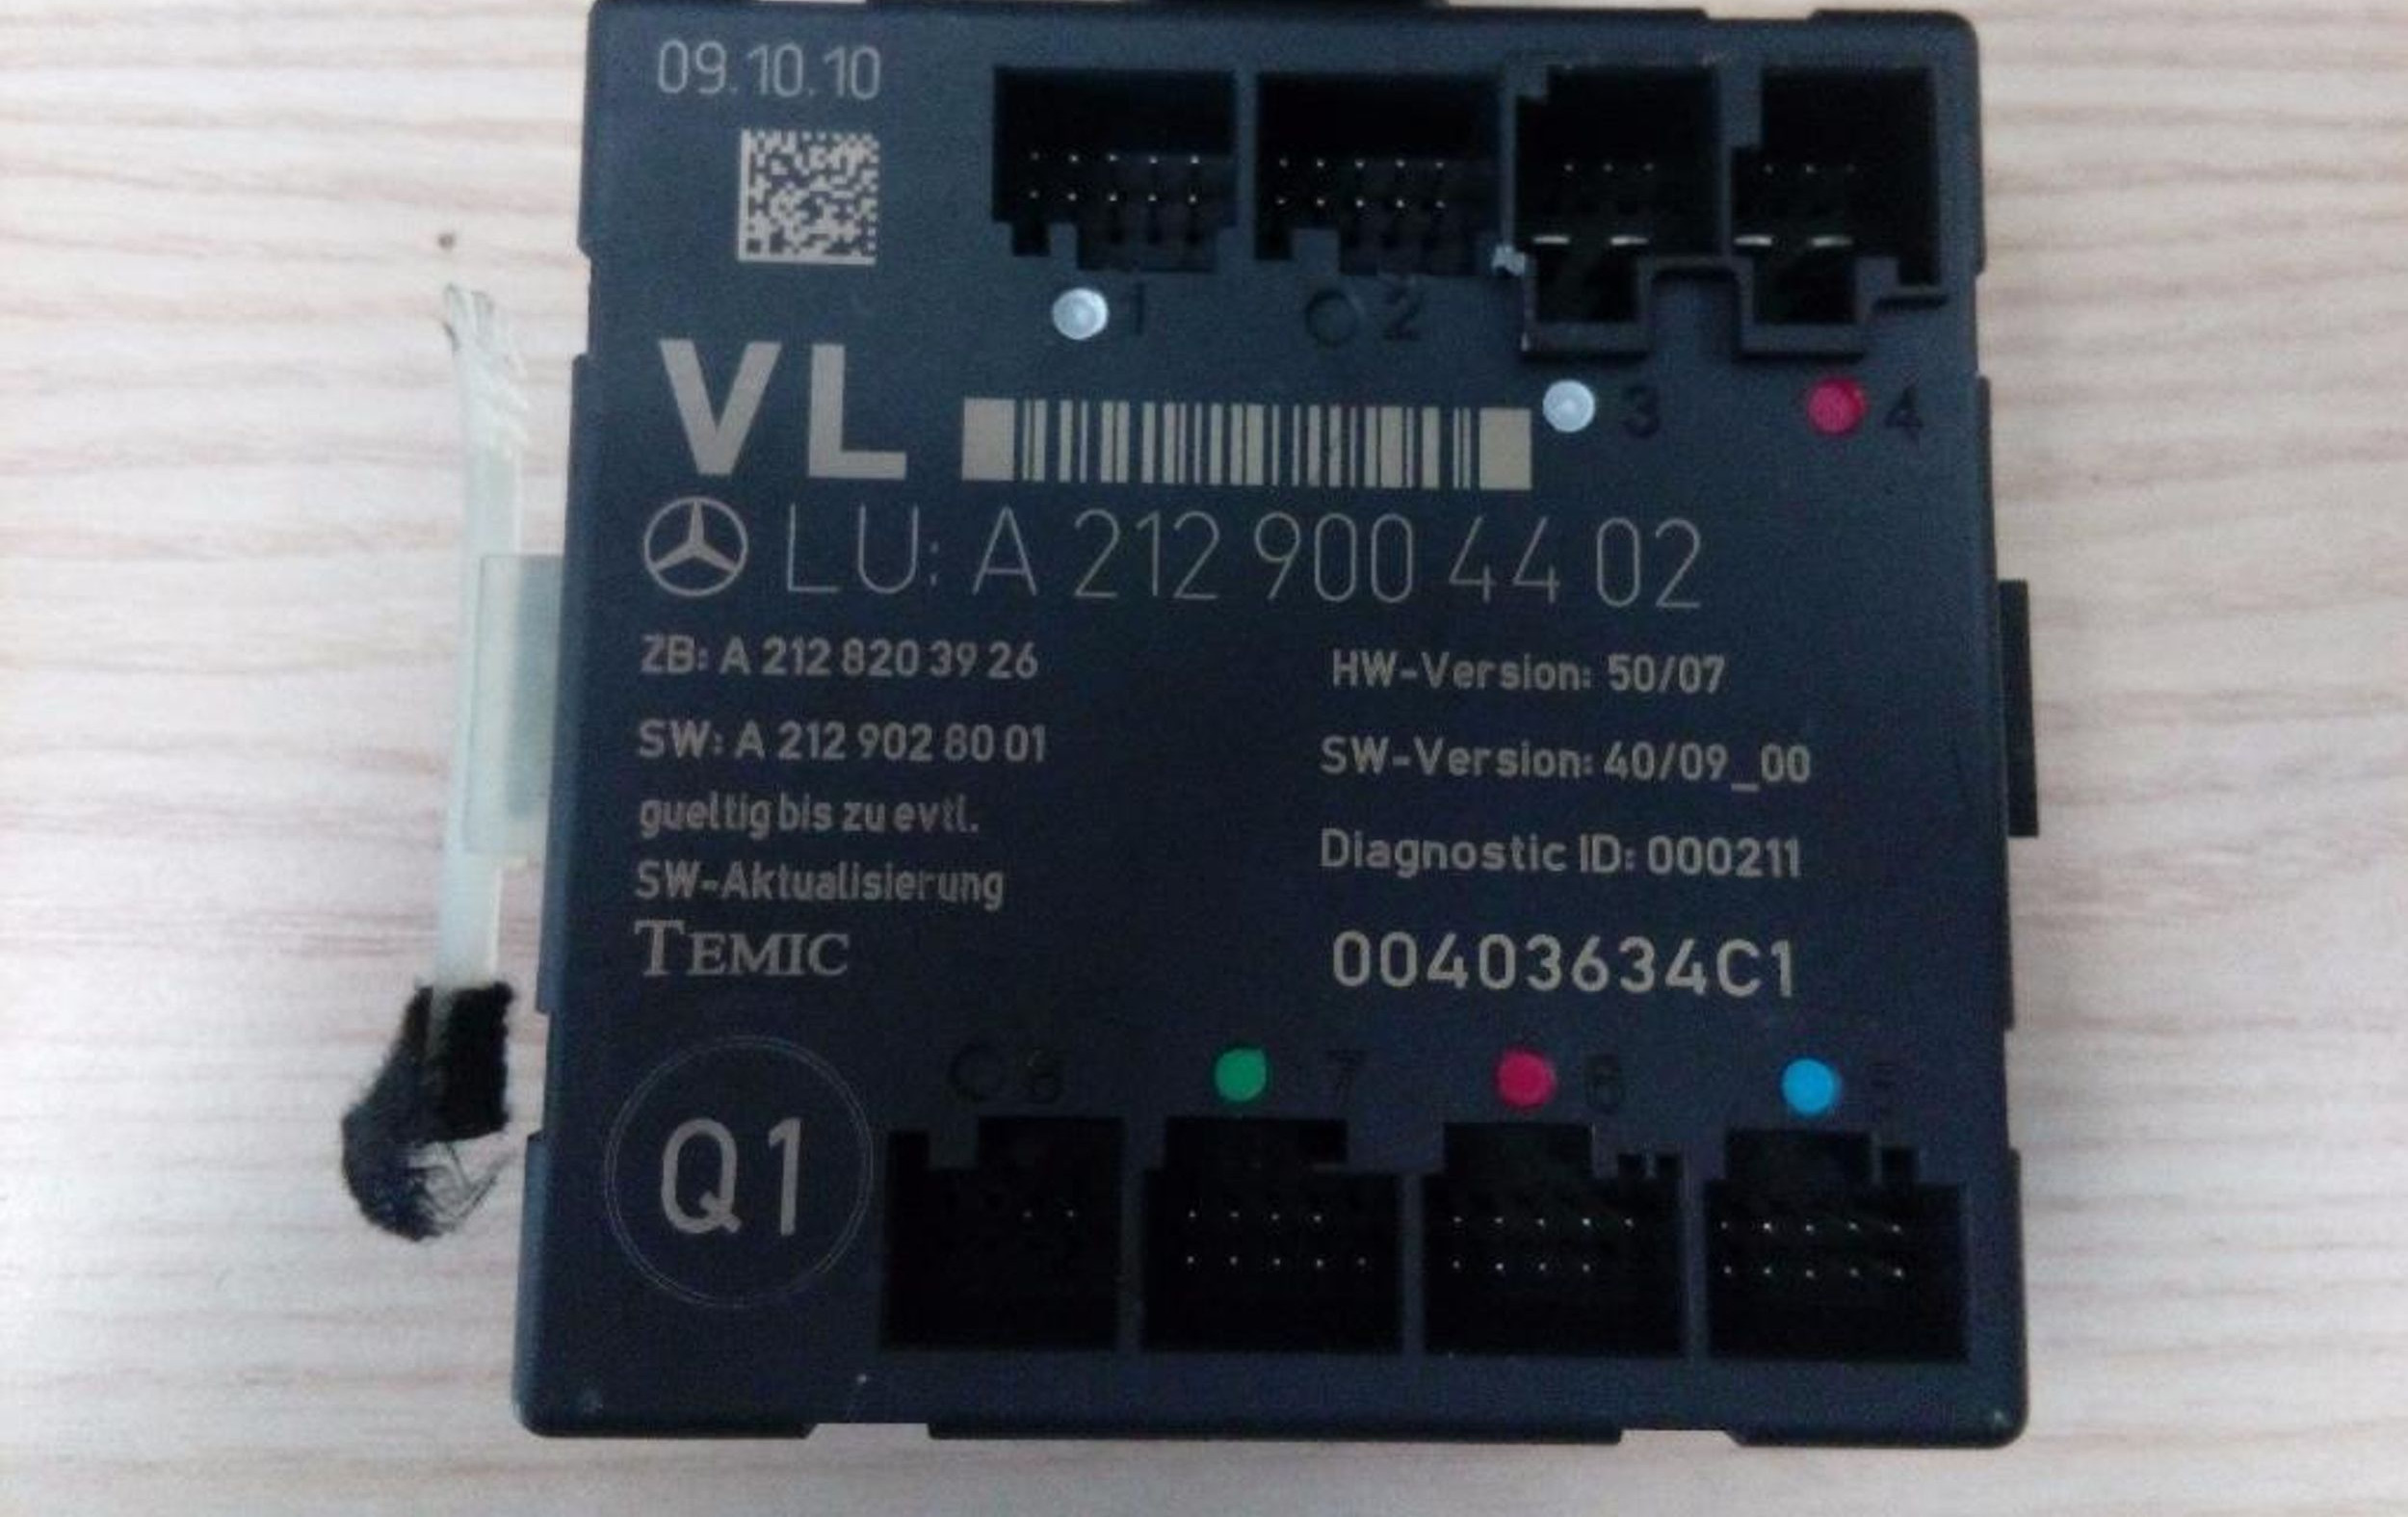 09.10.10
1
2
VL
3
4
LU: A 212 900 44 02
ZB: A 212 820 39 26
HW-Version: 50/07
SW: A 212 902 80 01
SW-Version: 40/09_00
gueltig bis zu evtl.
SW-Aktualisierung
Diagnostic ID: 000211
TEMIC
00403634C1
8
7
6
5
Q1